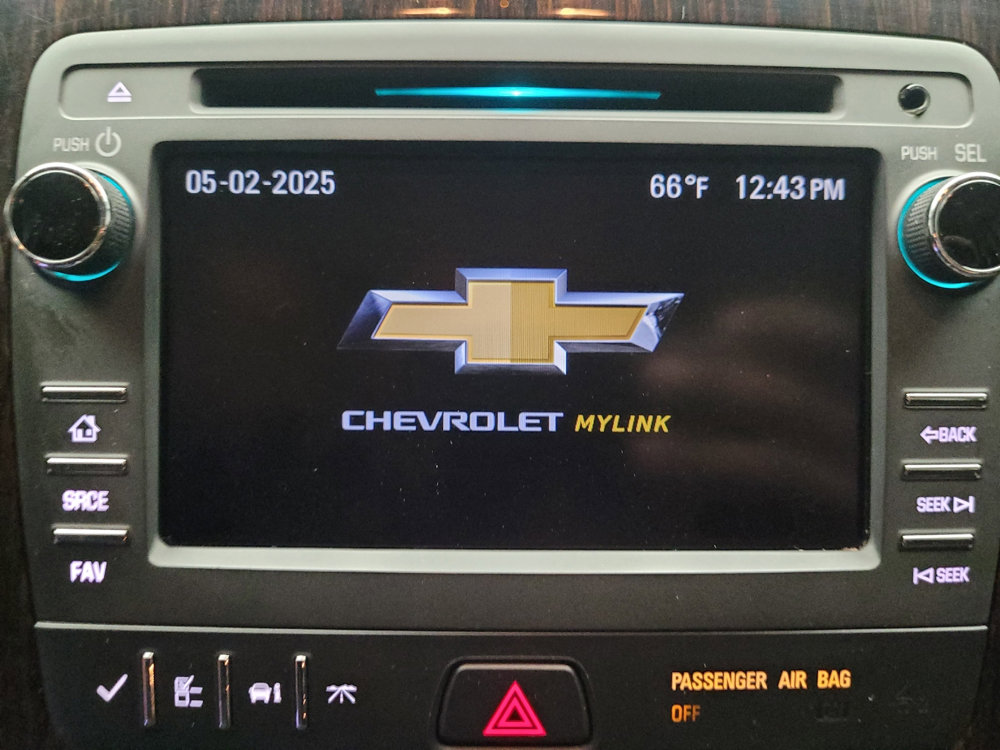 PUSH
PUSH SEL
05-02-2025 66°F 12:43 PM
CHEVROLET MYLINK
SRCE
FAV
BACK
SEEK
SEEK
PASSENGER AIR BAG
OFF